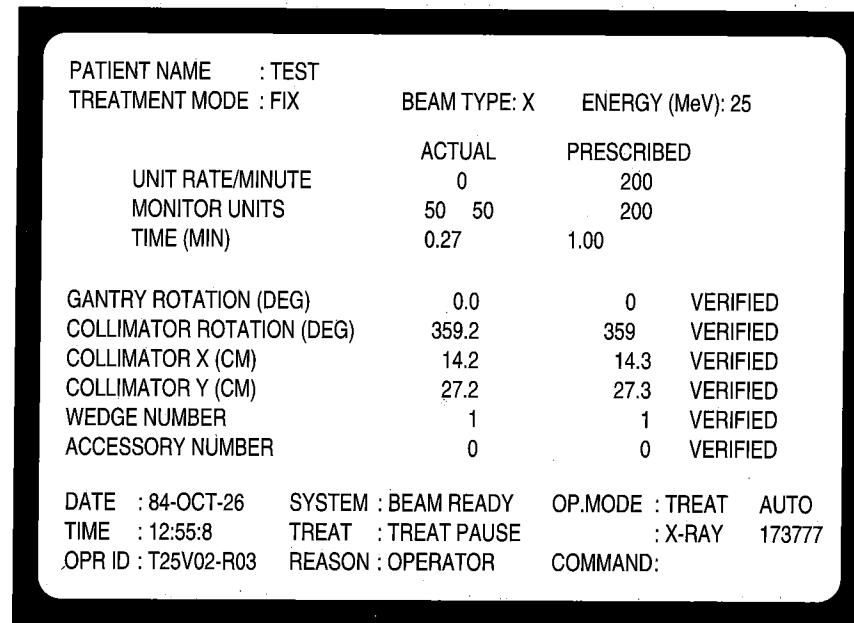 PATIENT NAME : TEST
TREATMENT MODE : FIX BEAM TYPE: X ENERGY (MeV): 25
ACTUAL PRESCRIBED
UNIT RATE/MINUTE 0 200
MONITOR UNITS 50 50 200
TIME (MIN) 0.27 1.00
GANTRY ROTATION (DEG) 0.0 0 VERIFIED
COLLIMATOR ROTATION (DEG) 359.2 359 VERIFIED
COLLIMATOR X (CM) 14.2 14.3 VERIFIED
COLLIMATOR Y (CM) 27.2 27.3 VERIFIED
WEDGE NUMBER 1 1 VERIFIED
ACCESSORY NUMBER 0 0 VERIFIED
DATE : 84-OCT-26 SYSTEM : BEAM READY OP.MODE : TREAT AUTO
TIME : 12:55:8 TREAT : TREAT PAUSE : X-RAY 173777
OPR ID : T25V02-R03 REASON : OPERATOR COMMAND: